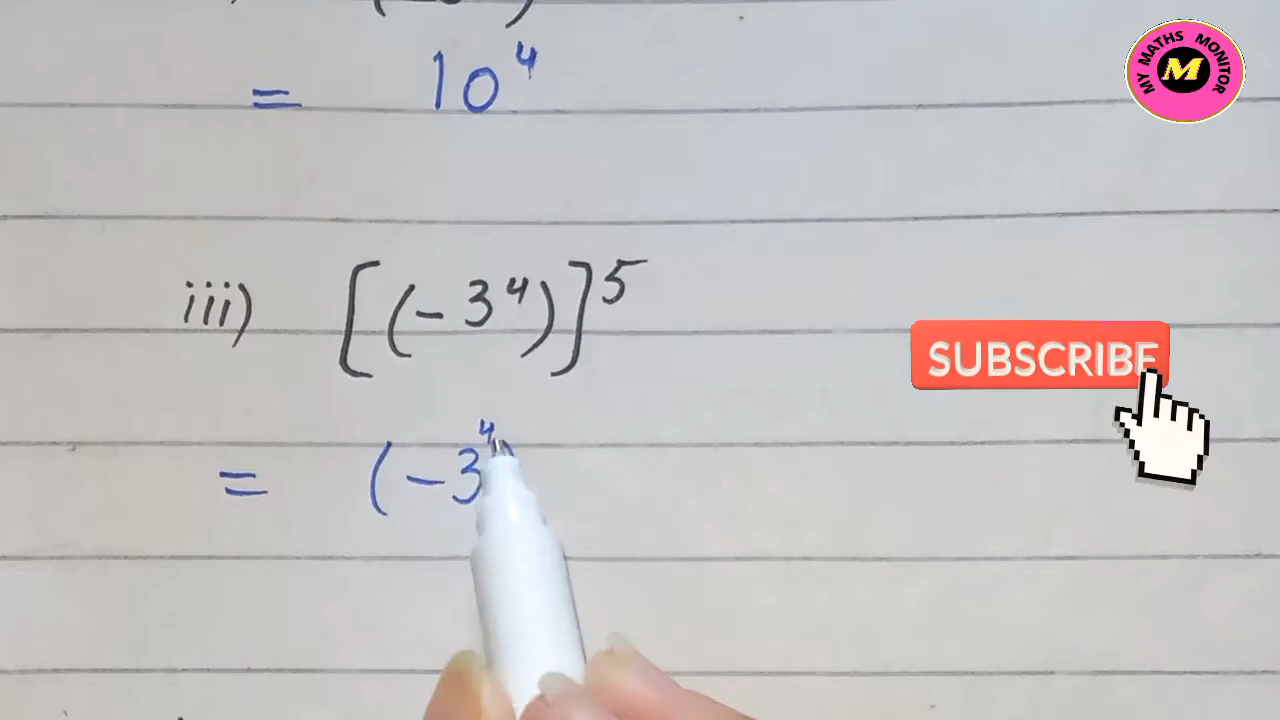 = 10⁴
MY MATHS MONITOR
M
iii) [(-3⁴)]⁵
SUBSCRIBE
= (-3⁴